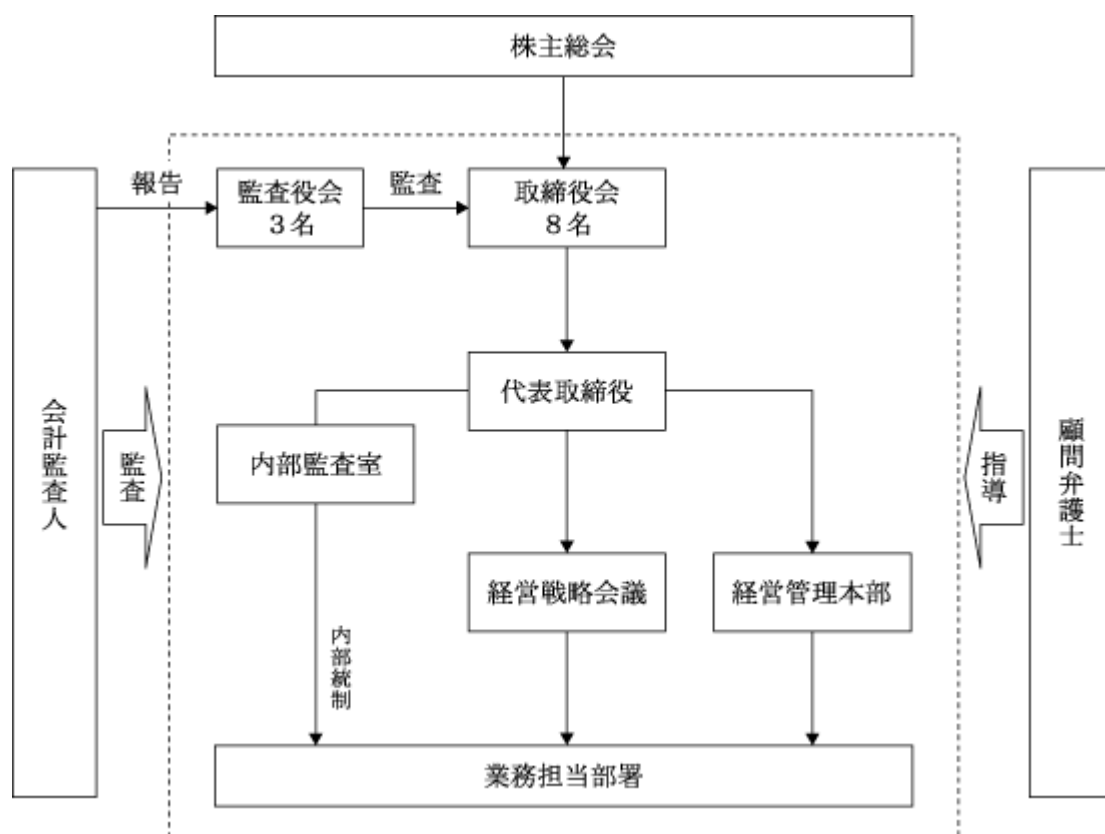 株主総会
報告
監査役会
3名
監査
取締役会
8名
代表取締役
会計監査人
監査
内部監査室
指導
顧問弁護士
経営戦略会議
経営管理本部
内部統制
業務担当部署